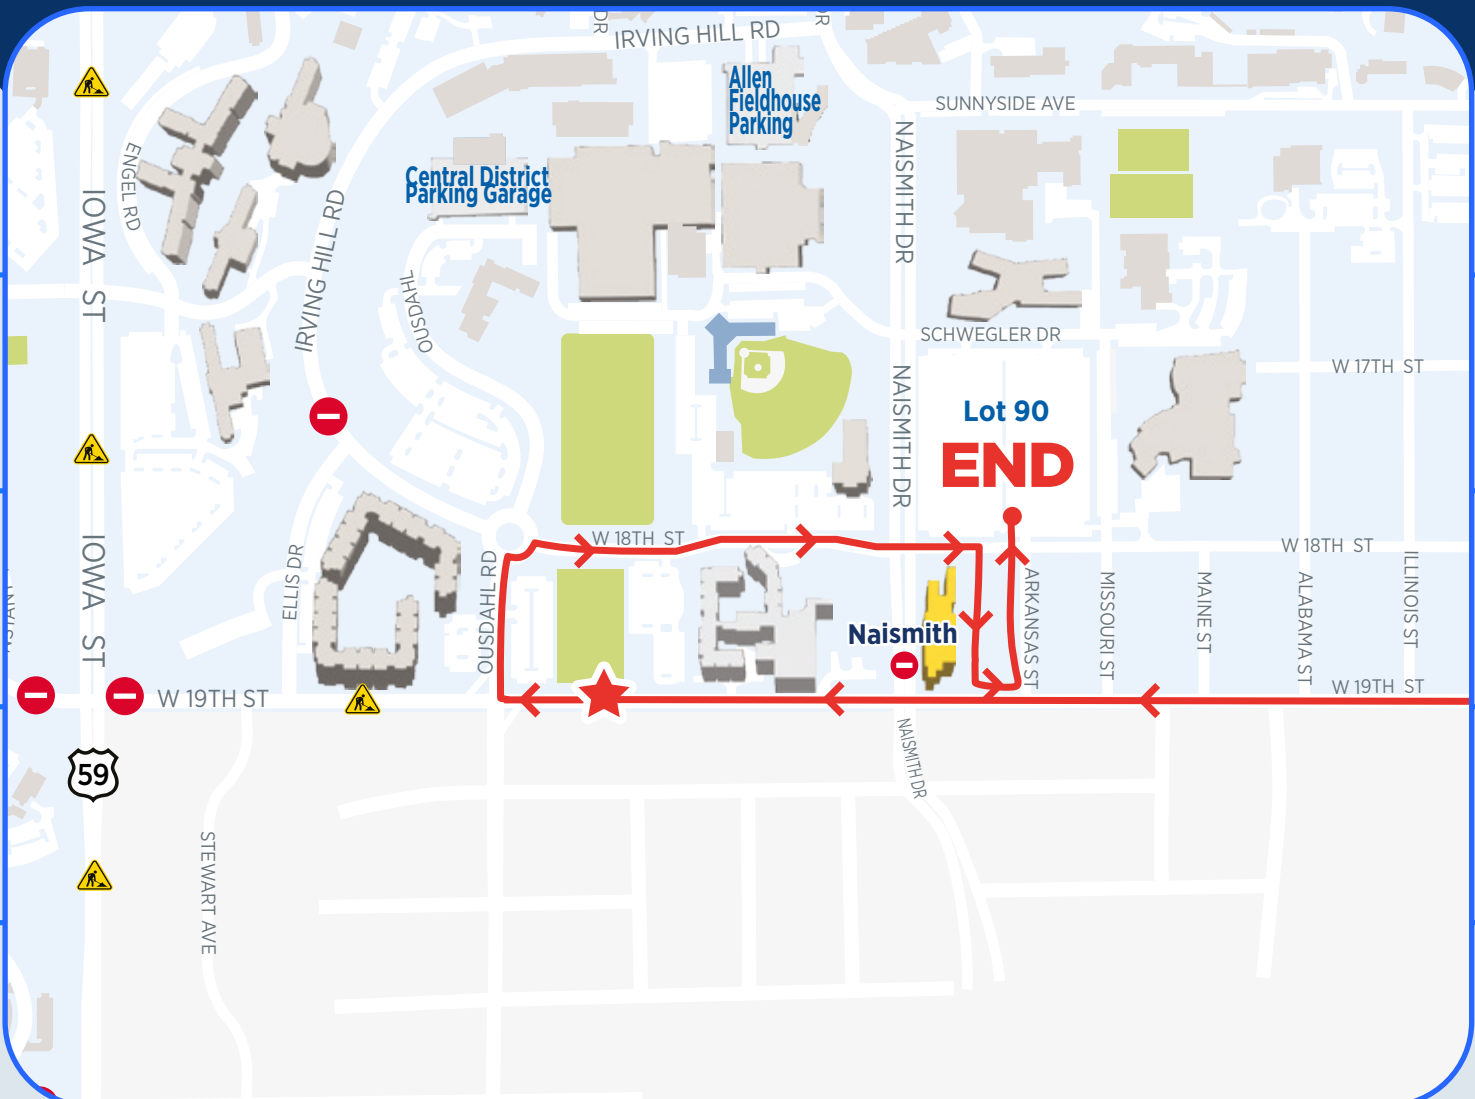 DR
DR
IRVING HILL RD
Allen
Fieldhouse
Parking
SUNNYSIDE AVE
NAISMITH DR
ENGEL RD
Central District
Parking Garage
IOWA ST
IRVING HILL RD
OUSDAHL
SCHWEGLER DR
W 17TH ST
NAISMITH DR
Lot 90
END
W 18TH ST
W 18TH ST
IOWA ST
ELLIS DR
OUSDAHL RD
ARKANSAS ST
MISSOURI ST
MAINE ST
ALABAMA ST
ILLINOIS ST
Naismith
W 19TH ST
W 19TH ST
59
NAISMITH DR
STEWART AVE